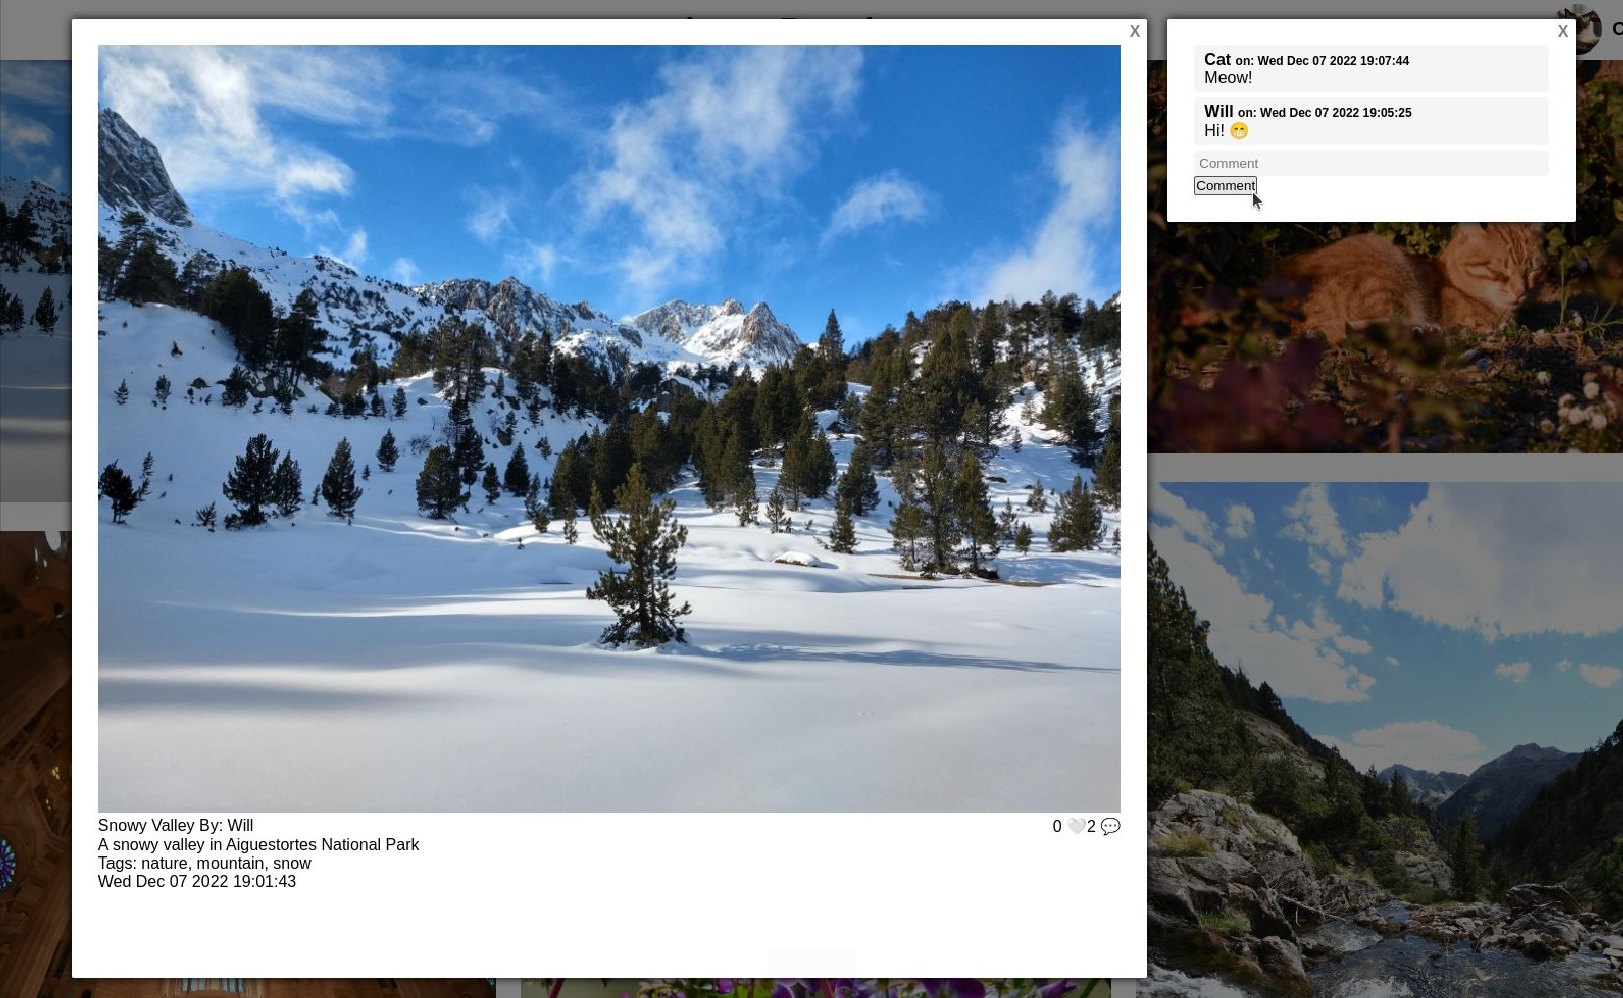 X
Snowy Valley By: Will
0 🤍2 💬
A snowy valley in Aiguestortes National Park
Tags: nature, mountain, snow
Wed Dec 07 2022 19:01:43
X
Cat on: Wed Dec 07 2022 19:07:44
Meow!
Will on: Wed Dec 07 2022 19:05:25
Hi! 😁
Comment
Comment